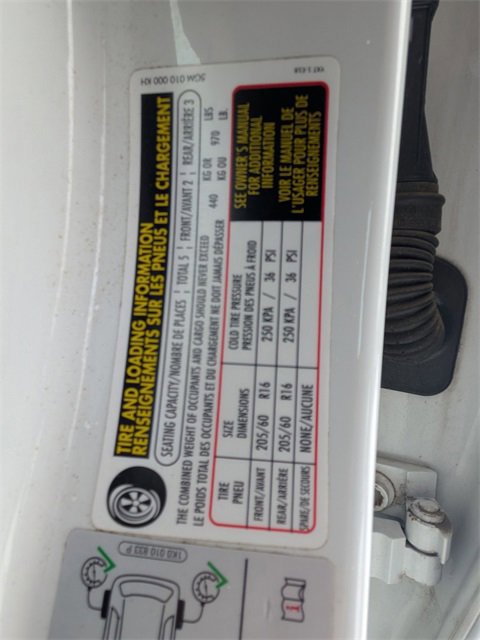 5GM 010 000 KH
YKT 1-E68
TIRE AND LOADING INFORMATION
RENSEIGNEMENTS SUR LES PNEUS ET LE CHARGEMENT
SEATING CAPACITY/NOMBRE DE PLACES | TOTAL 5 | FRONT/AVANT 2 | REAR/ARRIÈRE 3
THE COMBINED WEIGHT OF OCCUPANTS AND CARGO SHOULD NEVER EXCEED 440 KG OR 970 LBS
LE POIDS TOTAL DES OCCUPANTS ET DU CHARGEMENT NE DOIT JAMAIS DÉPASSER KG OU LB.
TIRE SIZE COLD TIRE PRESSURE
PNEU DIMENSIONS PRESSION DES PNEUS À FROID
FRONT/AVANT 205/60 R16 250 KPA / 36 PSI
REAR/ARRIÈRE 205/60 R16 250 KPA / 36 PSI
SPARE/DE SECOURS NONE/AUCUNE
SEE OWNER'S MANUAL
FOR ADDITIONAL
INFORMATION
VOIR LE MANUEL DE
L'USAGER POUR PLUS DE
RENSEIGNEMENTS
1K0 010 833 P
i